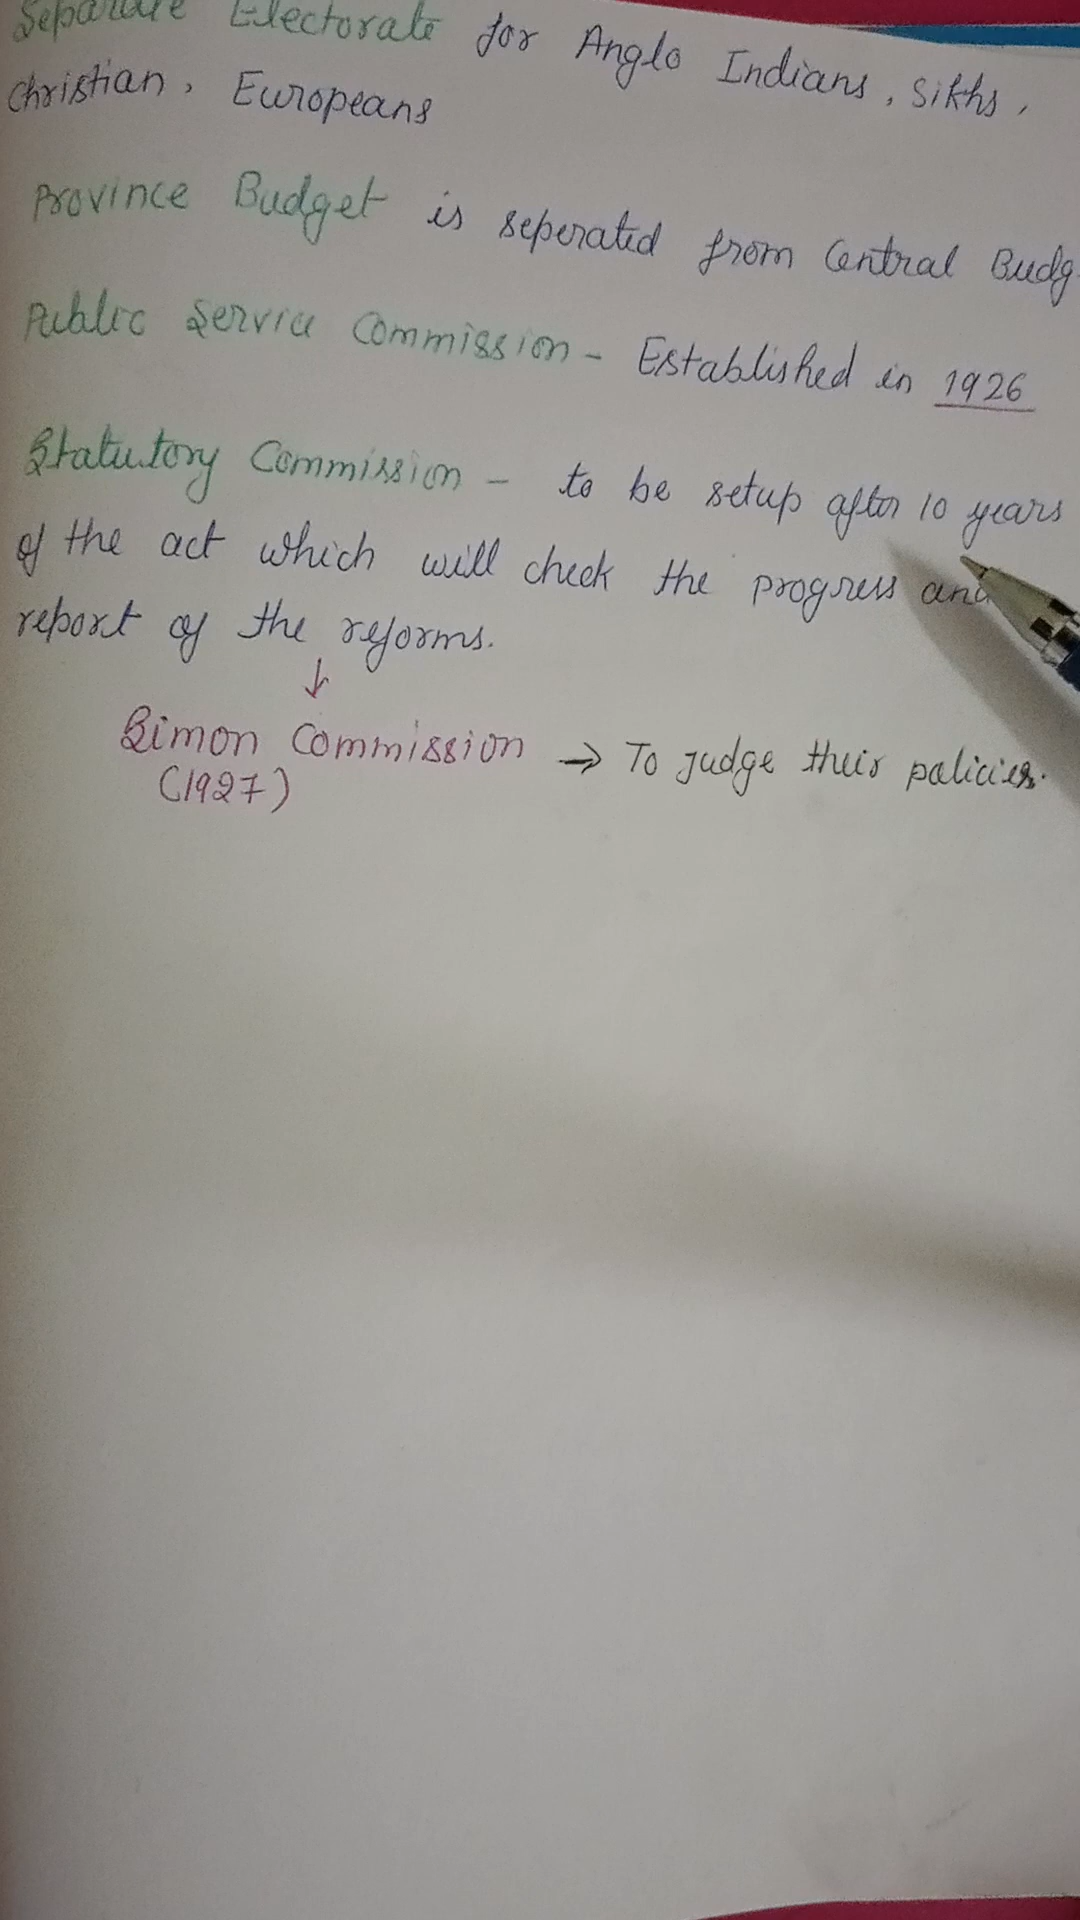 Separate Electorate for Anglo Indians, Sikhs,
Christian, Europeans
Province Budget is seperated from Central Budg
Public Service Commission - Established in 1926
Statutory Commission - to be setup after 10 years
of the act which will check the progress and
report of the reforms.
↓
Simon Commission → To judge their policies.
(1927)